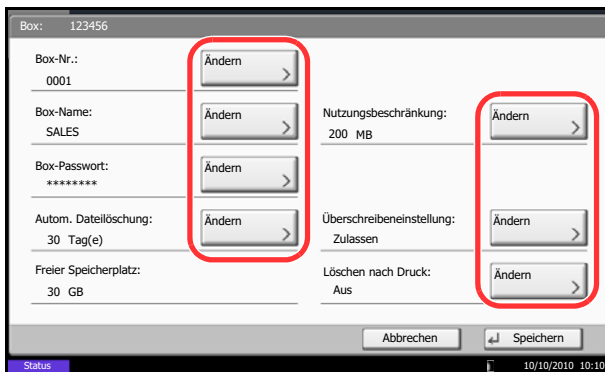 Box: 123456
Box-Nr.:
0001
Ändern
Box-Name:
SALES
Ändern
Nutzungsbeschränkung:
200 MB
Ändern
Box-Passwort:
********
Ändern
Autom. Dateilöschung:
30 Tag(e)
Ändern
Überschreibeneinstellung:
Zulassen
Ändern
Freier Speicherplatz:
30 GB
Löschen nach Druck:
Aus
Ändern
Abbrechen
Speichern
Status
10/10/2010 10:10